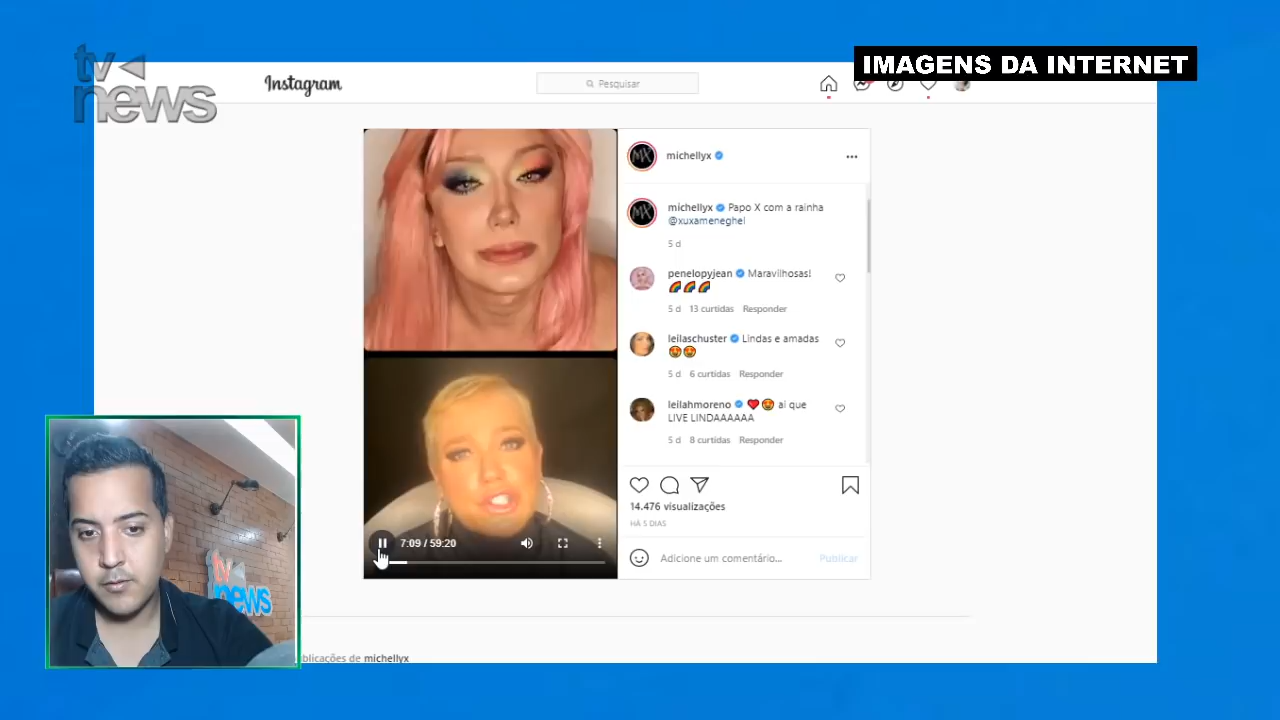 tv
news
IMAGENS DA INTERNET
Instagram
Pesquisar
michellyx
michellyx Papo X com a rainha
@xuxameneghel
5 d
penelopyjean Maravilhosas!
5 d 13 curtidas Responder
leilaschuster Lindas e amadas
5 d 6 curtidas Responder
leilahmoreno ai que
LIVE LINDAAAAAA
5 d 8 curtidas Responder
14.476 visualizações
HÁ 5 DIAS
Adicione um comentário... Publicar
7:09 / 59:20
tv
news
blicações de michellyx